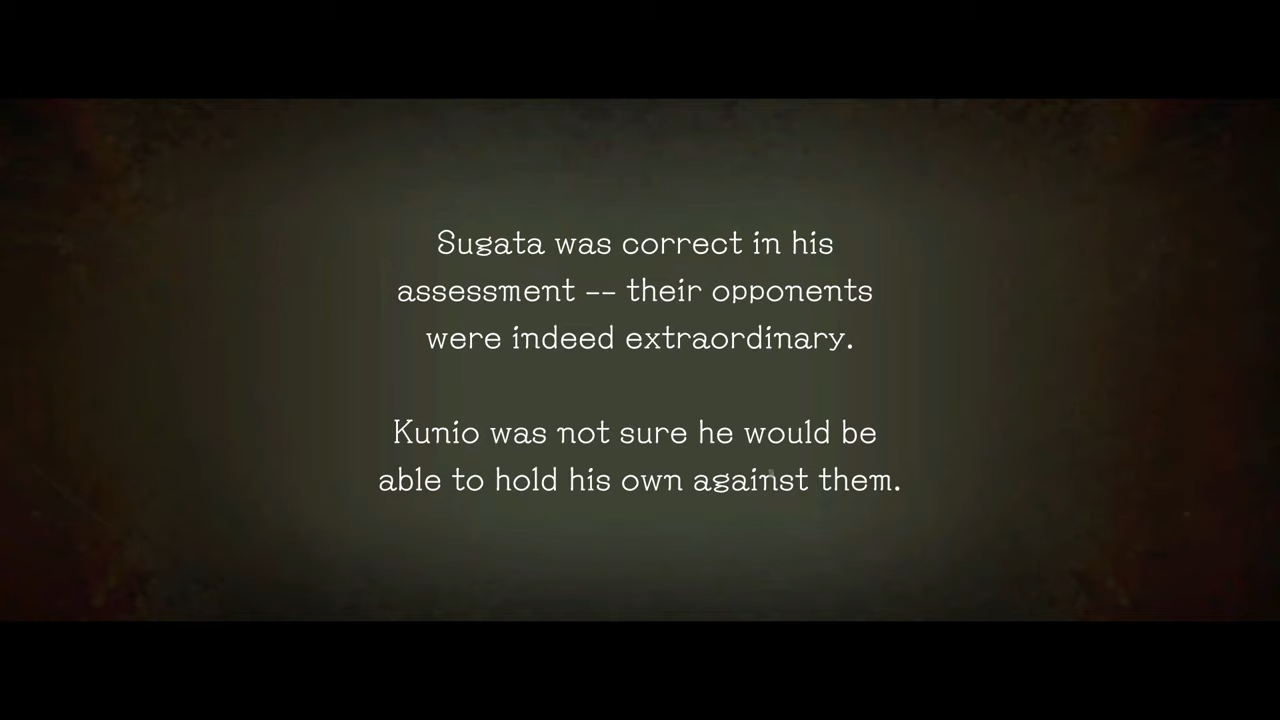 Sugata was correct in his
assessment -- their opponents
were indeed extraordinary.
Kunio was not sure he would be
able to hold his own against them.